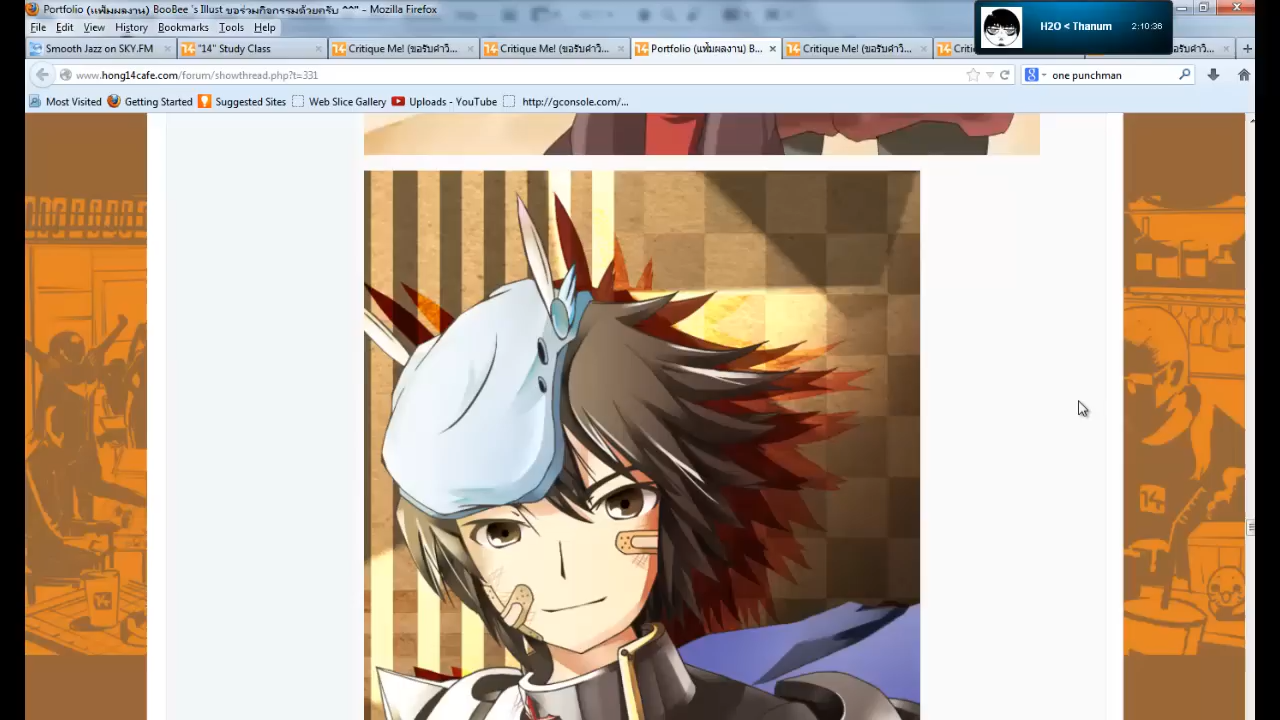 Portfolio (แฟ้มผลงาน) BooBee 's Illust ขอร่วมกิจกรรมด้วยครับ ^^" - Mozilla Firefox
H2O < Thanum 2:10:36
File Edit View History Bookmarks Tools Help
Smooth Jazz on SKY.FM × "14" Study Class × Critique Me! (ขอรับคำวิ... × Critique Me! (ขอรับคำวิ... × Portfolio (แฟ้มผลงาน) B... × Critique Me! (ขอรับคำวิ... ×
www.hong14cafe.com/forum/showthread.php?t=331 one punchman
Most Visited Getting Started Suggested Sites Web Slice Gallery Uploads - YouTube http://gconsole.com/...
14
14